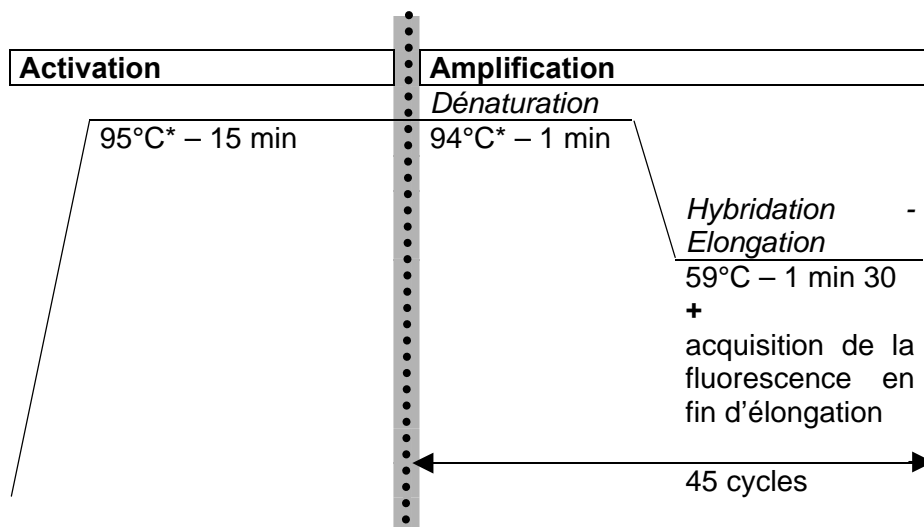 Activation
Amplification
Dénaturation
95°C* – 15 min
94°C* – 1 min
Hybridation -
Elongation
59°C – 1 min 30
+
acquisition de la
fluorescence en
fin d'élongation
45 cycles